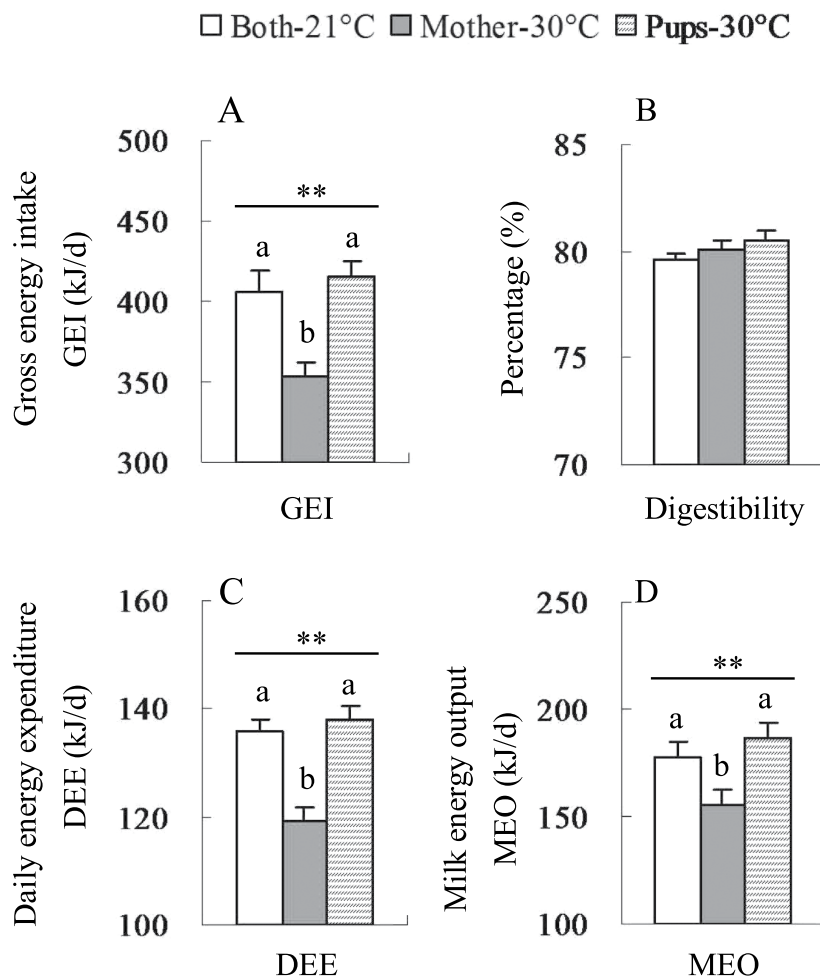 Both-21°C Mother-30°C Pups-30°C
A
Gross energy intake
GEI (kJ/d)
500
450
400
350
300
**
a
b
a
GEI
B
Percentage (%)
85
80
75
70
Digestibility
C
Daily energy expenditure
DEE (kJ/d)
160
140
120
100
**
a
b
a
DEE
D
Milk energy output
MEO (kJ/d)
250
200
150
100
**
a
b
a
MEO